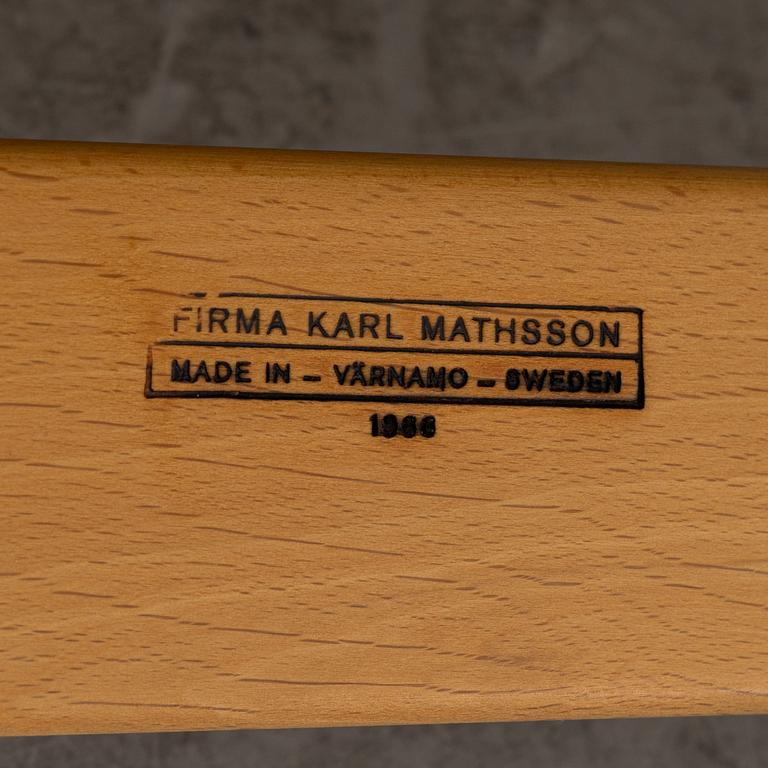 FIRMA KARL MATHSSON
MADE IN – VÄRNAMO – SWEDEN
1966